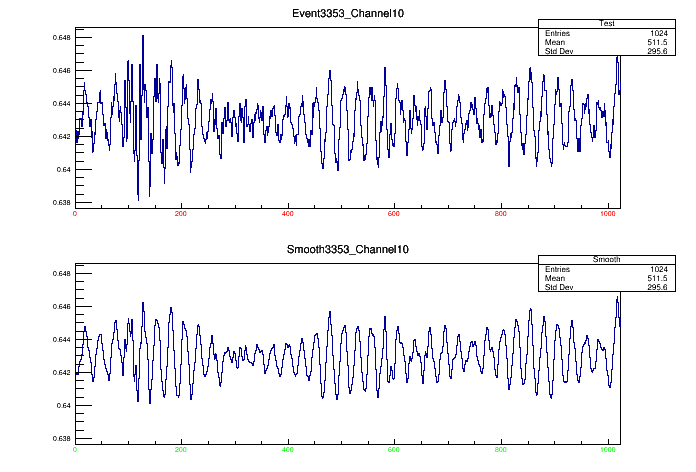 Event3353_Channel10
Test
Entries 1024
Mean 511.5
Std Dev 295.6
0.648
0.646
0.644
0.642
0.64
0.638
0 200 400 600 800 1000
Smooth3353_Channel10
Smooth
Entries 1024
Mean 511.5
Std Dev 295.6
0.648
0.646
0.644
0.642
0.64
0.638
0 200 400 600 800 1000